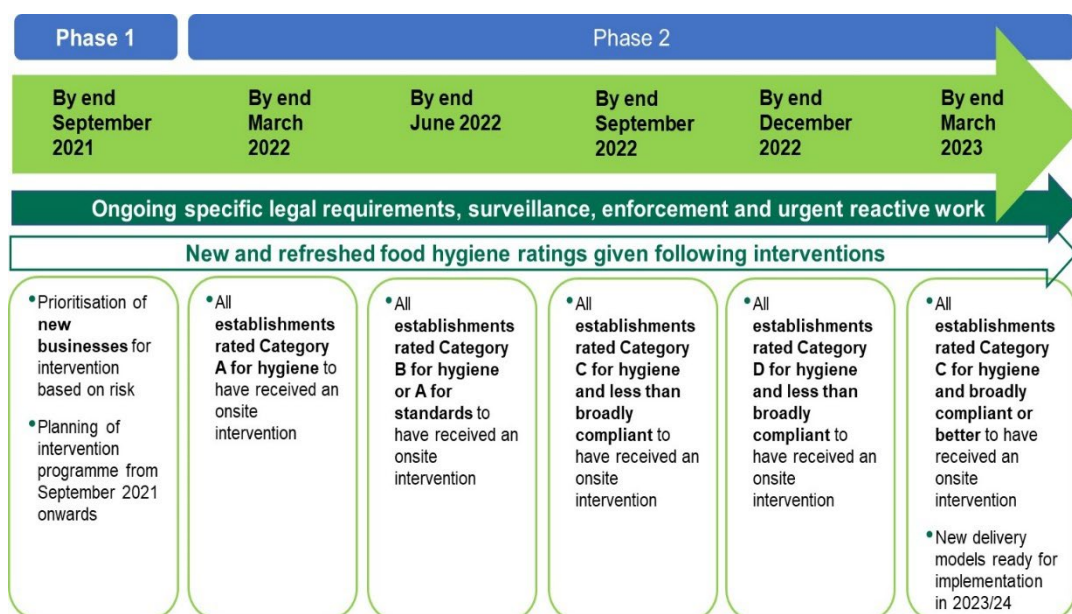 Phase 1
Phase 2
By end
September
2021
By end
March
2022
By end
June 2022
By end
September
2022
By end
December
2022
By end
March
2023
Ongoing specific legal requirements, surveillance, enforcement and urgent reactive work
New and refreshed food hygiene ratings given following interventions
•Prioritisation of
new
businesses for
intervention
based on risk
•Planning of
intervention
programme from
September 2021
onwards
•All
establishments
rated Category
A for hygiene to
have received an
onsite
intervention
•All
establishments
rated Category
B for hygiene
or A for
standards to
have received an
onsite
intervention
•All
establishments
rated Category
C for hygiene
and less than
broadly
compliant to
have received an
onsite
intervention
•All
establishments
rated Category
D for hygiene
and less than
broadly
compliant to
have received an
onsite
intervention
•All
establishments
rated Category
C for hygiene
and broadly
compliant or
better to have
received an
onsite
intervention
•New delivery
models ready for
implementation
in 2023/24